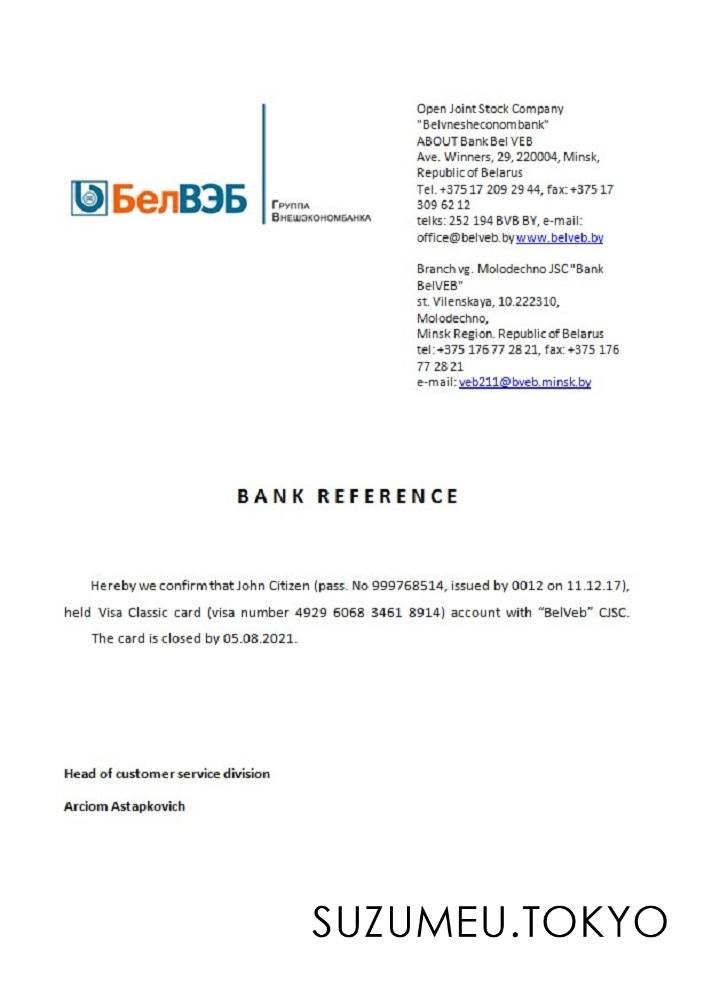 БелВЭБ
Группа
Внешэкономбанка
Open Joint Stock Company
"Belvnesheconombank"
ABOUT Bank Bel VEB
Ave. Winners, 29, 220004, Minsk,
Republic of Belarus
Tel. +375 17 209 29 44, fax: +375 17
309 62 12
telks: 252 194 BVB BY, e-mail:
office@belveb.by www.belveb.by
Branch vg. Molodechno JSC "Bank
BelVEB"
st. Vilenskaya, 10.222310,
Molodechno,
Minsk Region. Republic of Belarus
tel: +375 176 77 28 21, fax: +375 176
77 28 21
e-mail: veb211@bveb.minsk.by
BANK REFERENCE
Hereby we confirm that John Citizen (pass. No 999768514, issued by 0012 on 11.12.17),
held Visa Classic card (visa number 4929 6068 3461 8914) account with “BelVeb” CJSC.
The card is closed by 05.08.2021.
Head of customer service division
Arciom Astapkovich
SUZUMEU.TOKYO